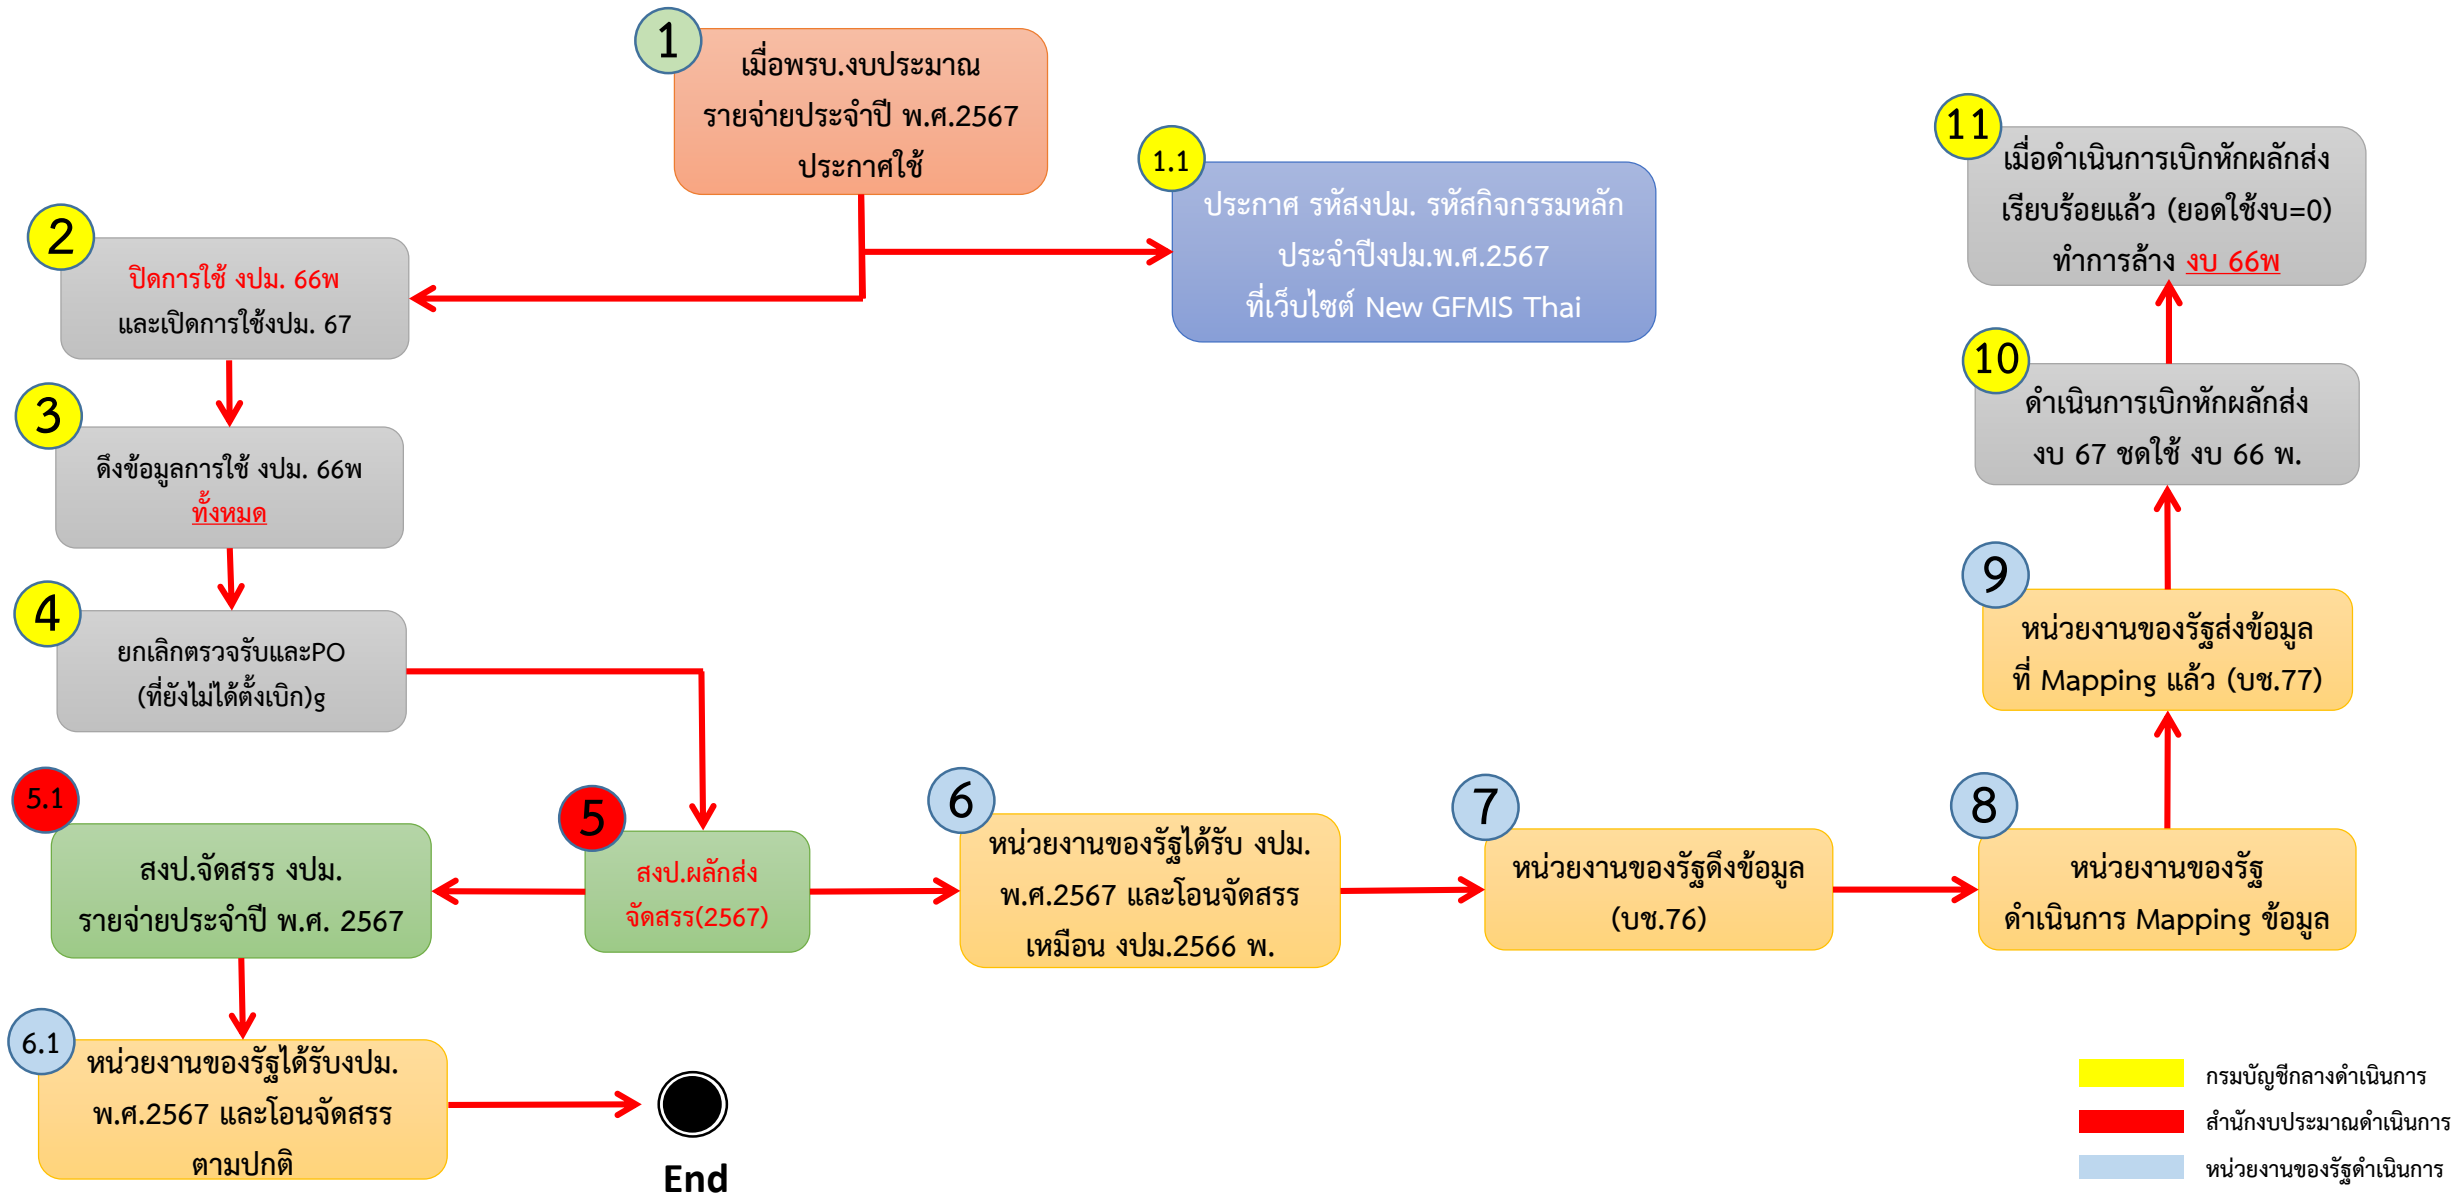 1
เมื่อพรบ.งบประมาณ
รายจ่ายประจำปี พ.ศ.2567
ประกาศใช้
1.1
ประกาศ รหัสงปม. รหัสกิจกรรมหลัก
ประจำปีงปม.พ.ศ.2567
ที่เว็บไซต์ New GFMIS Thai
2
ปิดการใช้ งปม. 66พ
และเปิดการใช้งปม. 67
3
ดึงข้อมูลการใช้ งปม. 66พ
ทั้งหมด
4
ยกเลิกตรวจรับและPO
(ที่ยังไม่ได้ตั้งเบิก)g
5
สงป.ผลักส่ง
จัดสรร(2567)
5.1
สงป.จัดสรร งปม.
รายจ่ายประจำปี พ.ศ. 2567
6.1
หน่วยงานของรัฐได้รับงปม.
พ.ศ.2567 และโอนจัดสรร
ตามปกติ
End
6
หน่วยงานของรัฐได้รับ งปม.
พ.ศ.2567 และโอนจัดสรร
เหมือน งปม.2566 พ.
7
หน่วยงานของรัฐดึงข้อมูล
(บช.76)
8
หน่วยงานของรัฐ
ดำเนินการ Mapping ข้อมูล
9
หน่วยงานของรัฐส่งข้อมูล
ที่ Mapping แล้ว (บช.77)
10
ดำเนินการเบิกหักผลักส่ง
งบ 67 ชดใช้ งบ 66 พ.
11
เมื่อดำเนินการเบิกหักผลักส่ง
เรียบร้อยแล้ว (ยอดใช้งบ=0)
ทำการล้าง งบ 66พ
กรมบัญชีกลางดำเนินการ
สำนักงบประมาณดำเนินการ
หน่วยงานของรัฐดำเนินการ